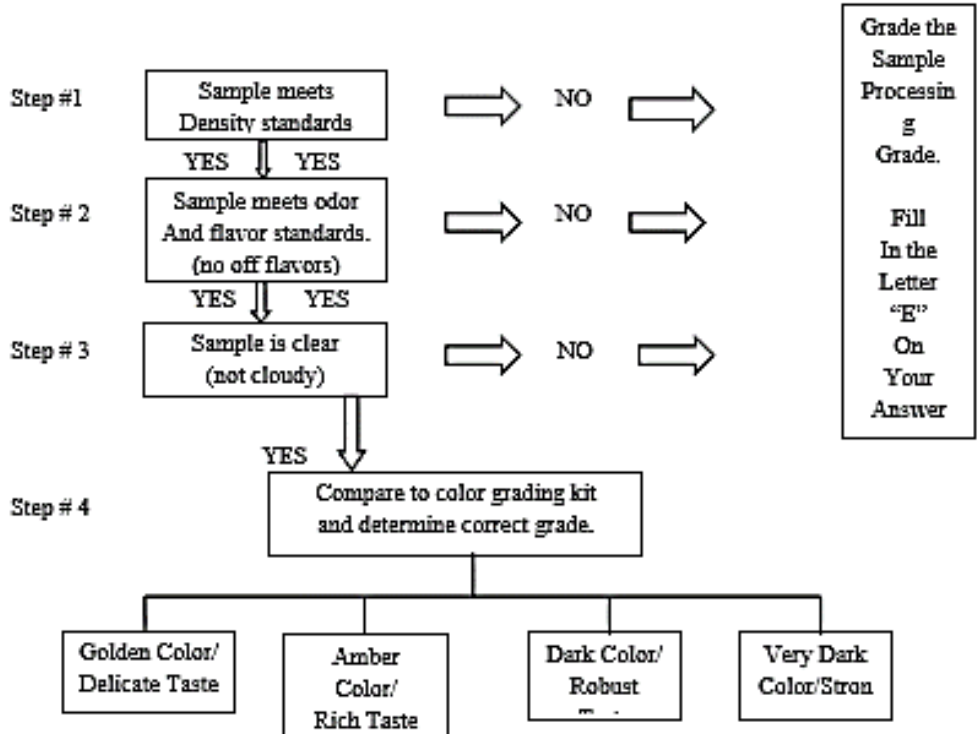 Step #1
Sample meets
Density standards
NO
YES YES
Step # 2
Sample meets odor
And flavor standards.
(no off flavors)
NO
YES YES
Step # 3
Sample is clear
(not cloudy)
NO
YES
Step # 4
Compare to color grading kit
and determine correct grade.
Golden Color/
Delicate Taste
Amber
Color/
Rich Taste
Dark Color/
Robust
Very Dark
Color/Stron
Grade the
Sample
Processin
g
Grade.
Fill
In the
Letter
“E”
On
Your
Answer